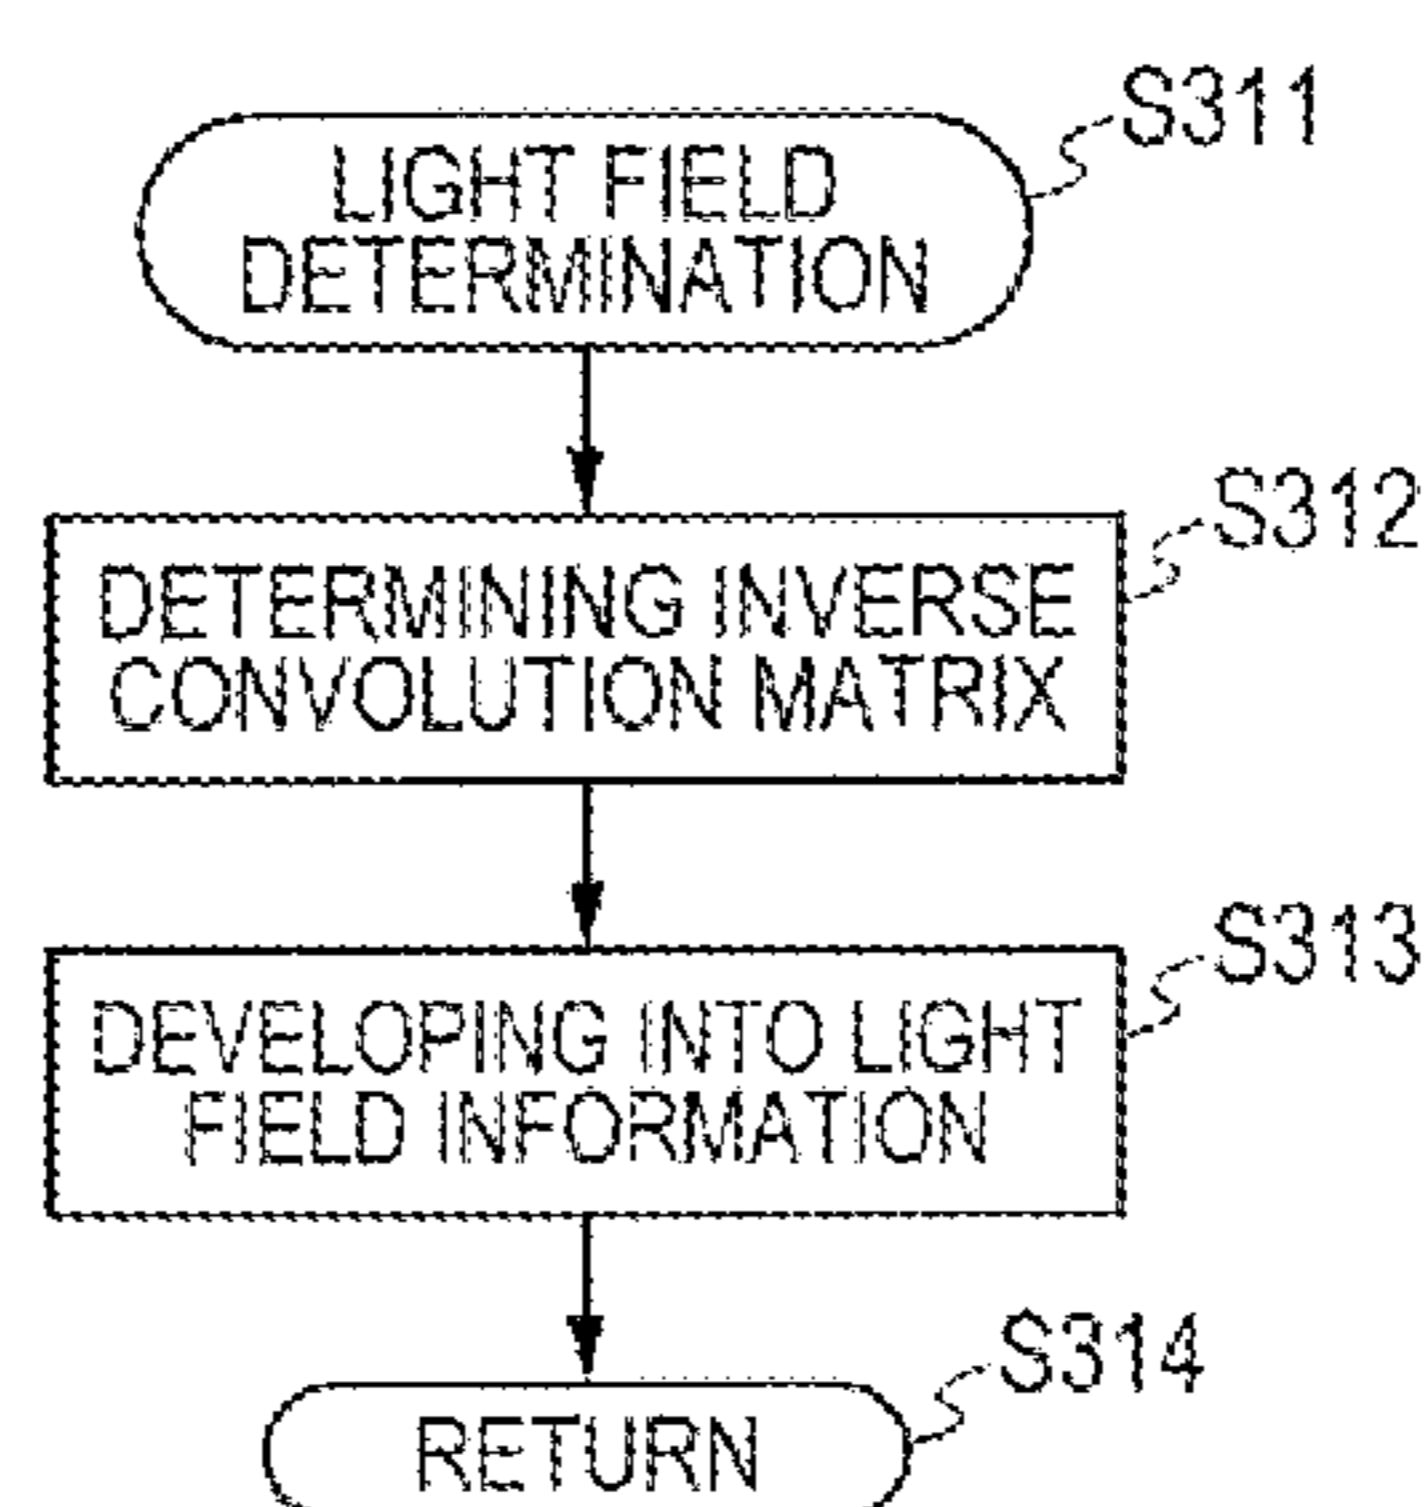 S311
LIGHT FIELD
DETERMINATION
S312
DETERMINING INVERSE
CONVOLUTION MATRIX
S313
DEVELOPING INTO LIGHT
FIELD INFORMATION
S314
RETURN